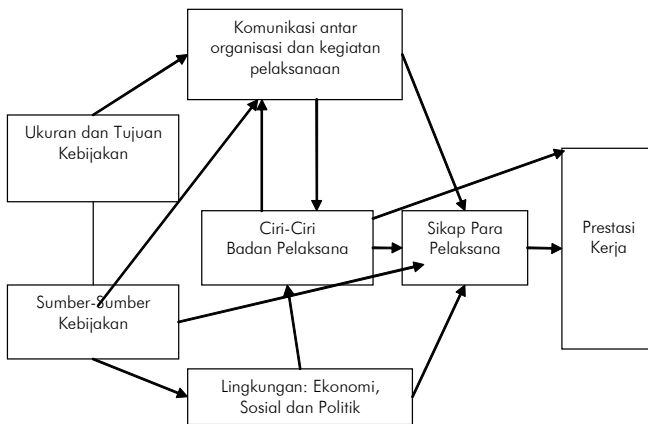 Komunikasi antar
organisasi dan kegiatan
pelaksanaan
Ukuran dan Tujuan
Kebijakan
Ciri-Ciri
Badan Pelaksana
Sikap Para
Pelaksana
Prestasi
Kerja
Sumber-Sumber
Kebijakan
Lingkungan: Ekonomi,
Sosial dan Politik